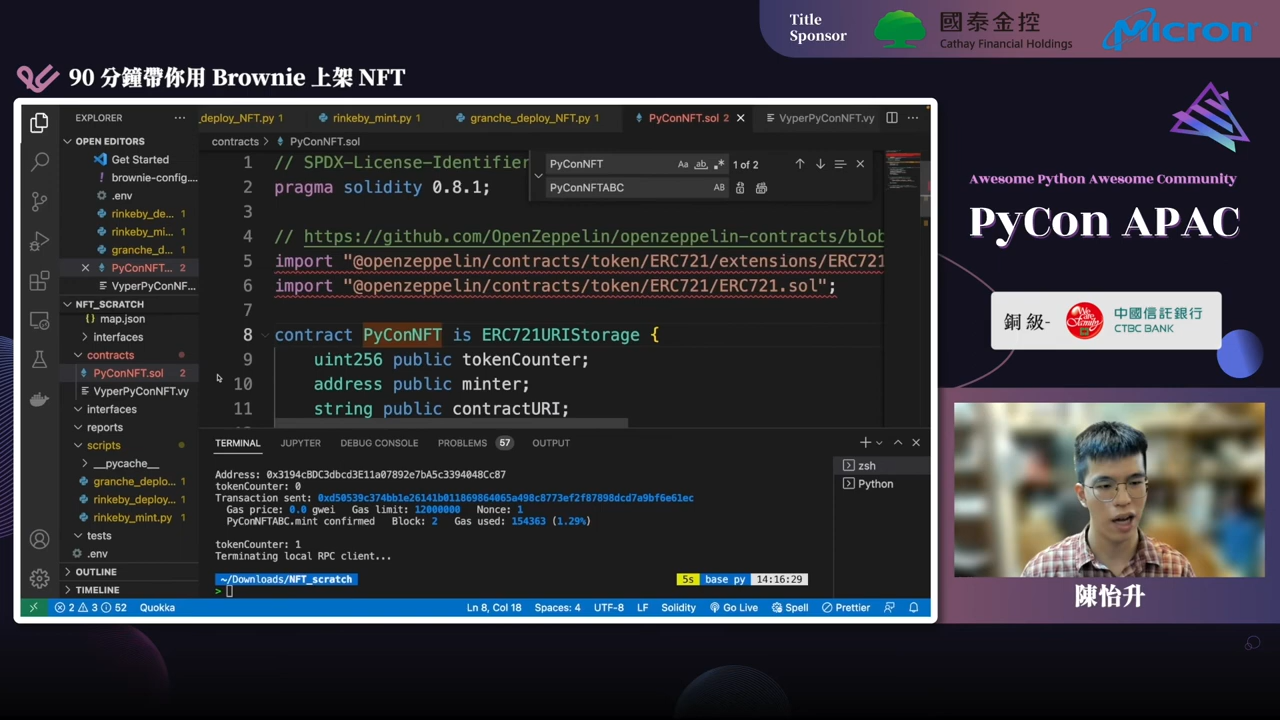 Title
Sponsor
國泰金控
Cathay Financial Holdings
Micron
90 分鐘帶你用 Brownie 上架 NFT
Awesome Python Awesome Community
PyCon APAC
銅級-
We are Family
中國信託銀行
CTBC BANK
陳怡升
EXPLORER
OPEN EDITORS
Get Started
! brownie-config....
.env
rinkeby_de... 1
rinkeby_mi... 1
granche_d... 1
PyConNFT... 2
VyperPyConNF...
NFT_SCRATCH
{} map.json
interfaces
contracts
PyConNFT.sol 2
VyperPyConNFT.vy
interfaces
reports
scripts
__pycache__
granche_deplo... 1
rinkeby_deploy... 1
rinkeby_mint.py 1
tests
.env
OUTLINE
TIMELINE
_deploy_NFT.py 1
rinkeby_mint.py 1
granche_deploy_NFT.py 1
PyConNFT.sol 2
VyperPyConNFT.vy
contracts > PyConNFT.sol
PyConNFT
Aa ab .* 1 of 2
PyConNFTABC
AB
1 // SPDX-License-Identifier
2 pragma solidity 0.8.1;
3
4 // https://github.com/OpenZeppelin/openzeppelin-contracts/blob
5 import "@openzeppelin/contracts/token/ERC721/extensions/ERC721
6 import "@openzeppelin/contracts/token/ERC721/ERC721.sol";
7
8 contract PyConNFT is ERC721URIStorage {
9 uint256 public tokenCounter;
10 address public minter;
11 string public contractURI;
TERMINAL JUPYTER DEBUG CONSOLE PROBLEMS 57 OUTPUT
zsh
Python
Address: 0x3194cBDC3dbcd3E11a07892e7bA5c3394048Cc87
tokenCounter: 0
Transaction sent: 0xd50539c374bb1e26141b011869864065a498c8773ef2f87898dcd7a9bf6e61ec
Gas price: 0.0 gwei Gas limit: 12000000 Nonce: 1
PyConNFTABC.mint confirmed Block: 2 Gas used: 154363 (1.29%)
tokenCounter: 1
Terminating local RPC client...
~/Downloads/NFT_scratch
5s base py 14:16:29
>
2 3 52 Quokka
Ln 8, Col 18 Spaces: 4 UTF-8 LF Solidity Go Live Spell Prettier